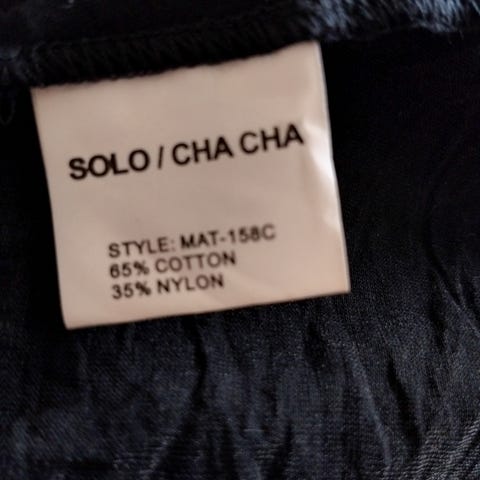 SOLO / CHA CHA
STYLE: MAT-158C
65% COTTON
35% NYLON